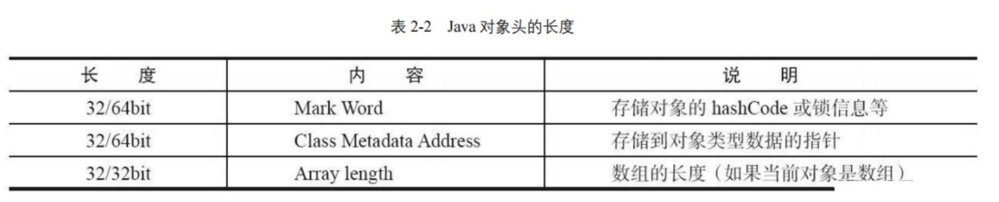 表 2-2 Java 对象头的长度
长 度 内 容 说 明
32/64bit Mark Word 存储对象的 hashCode 或锁信息等
32/64bit Class Metadata Address 存储到对象类型数据的指针
32/32bit Array length 数组的长度（如果当前对象是数组）